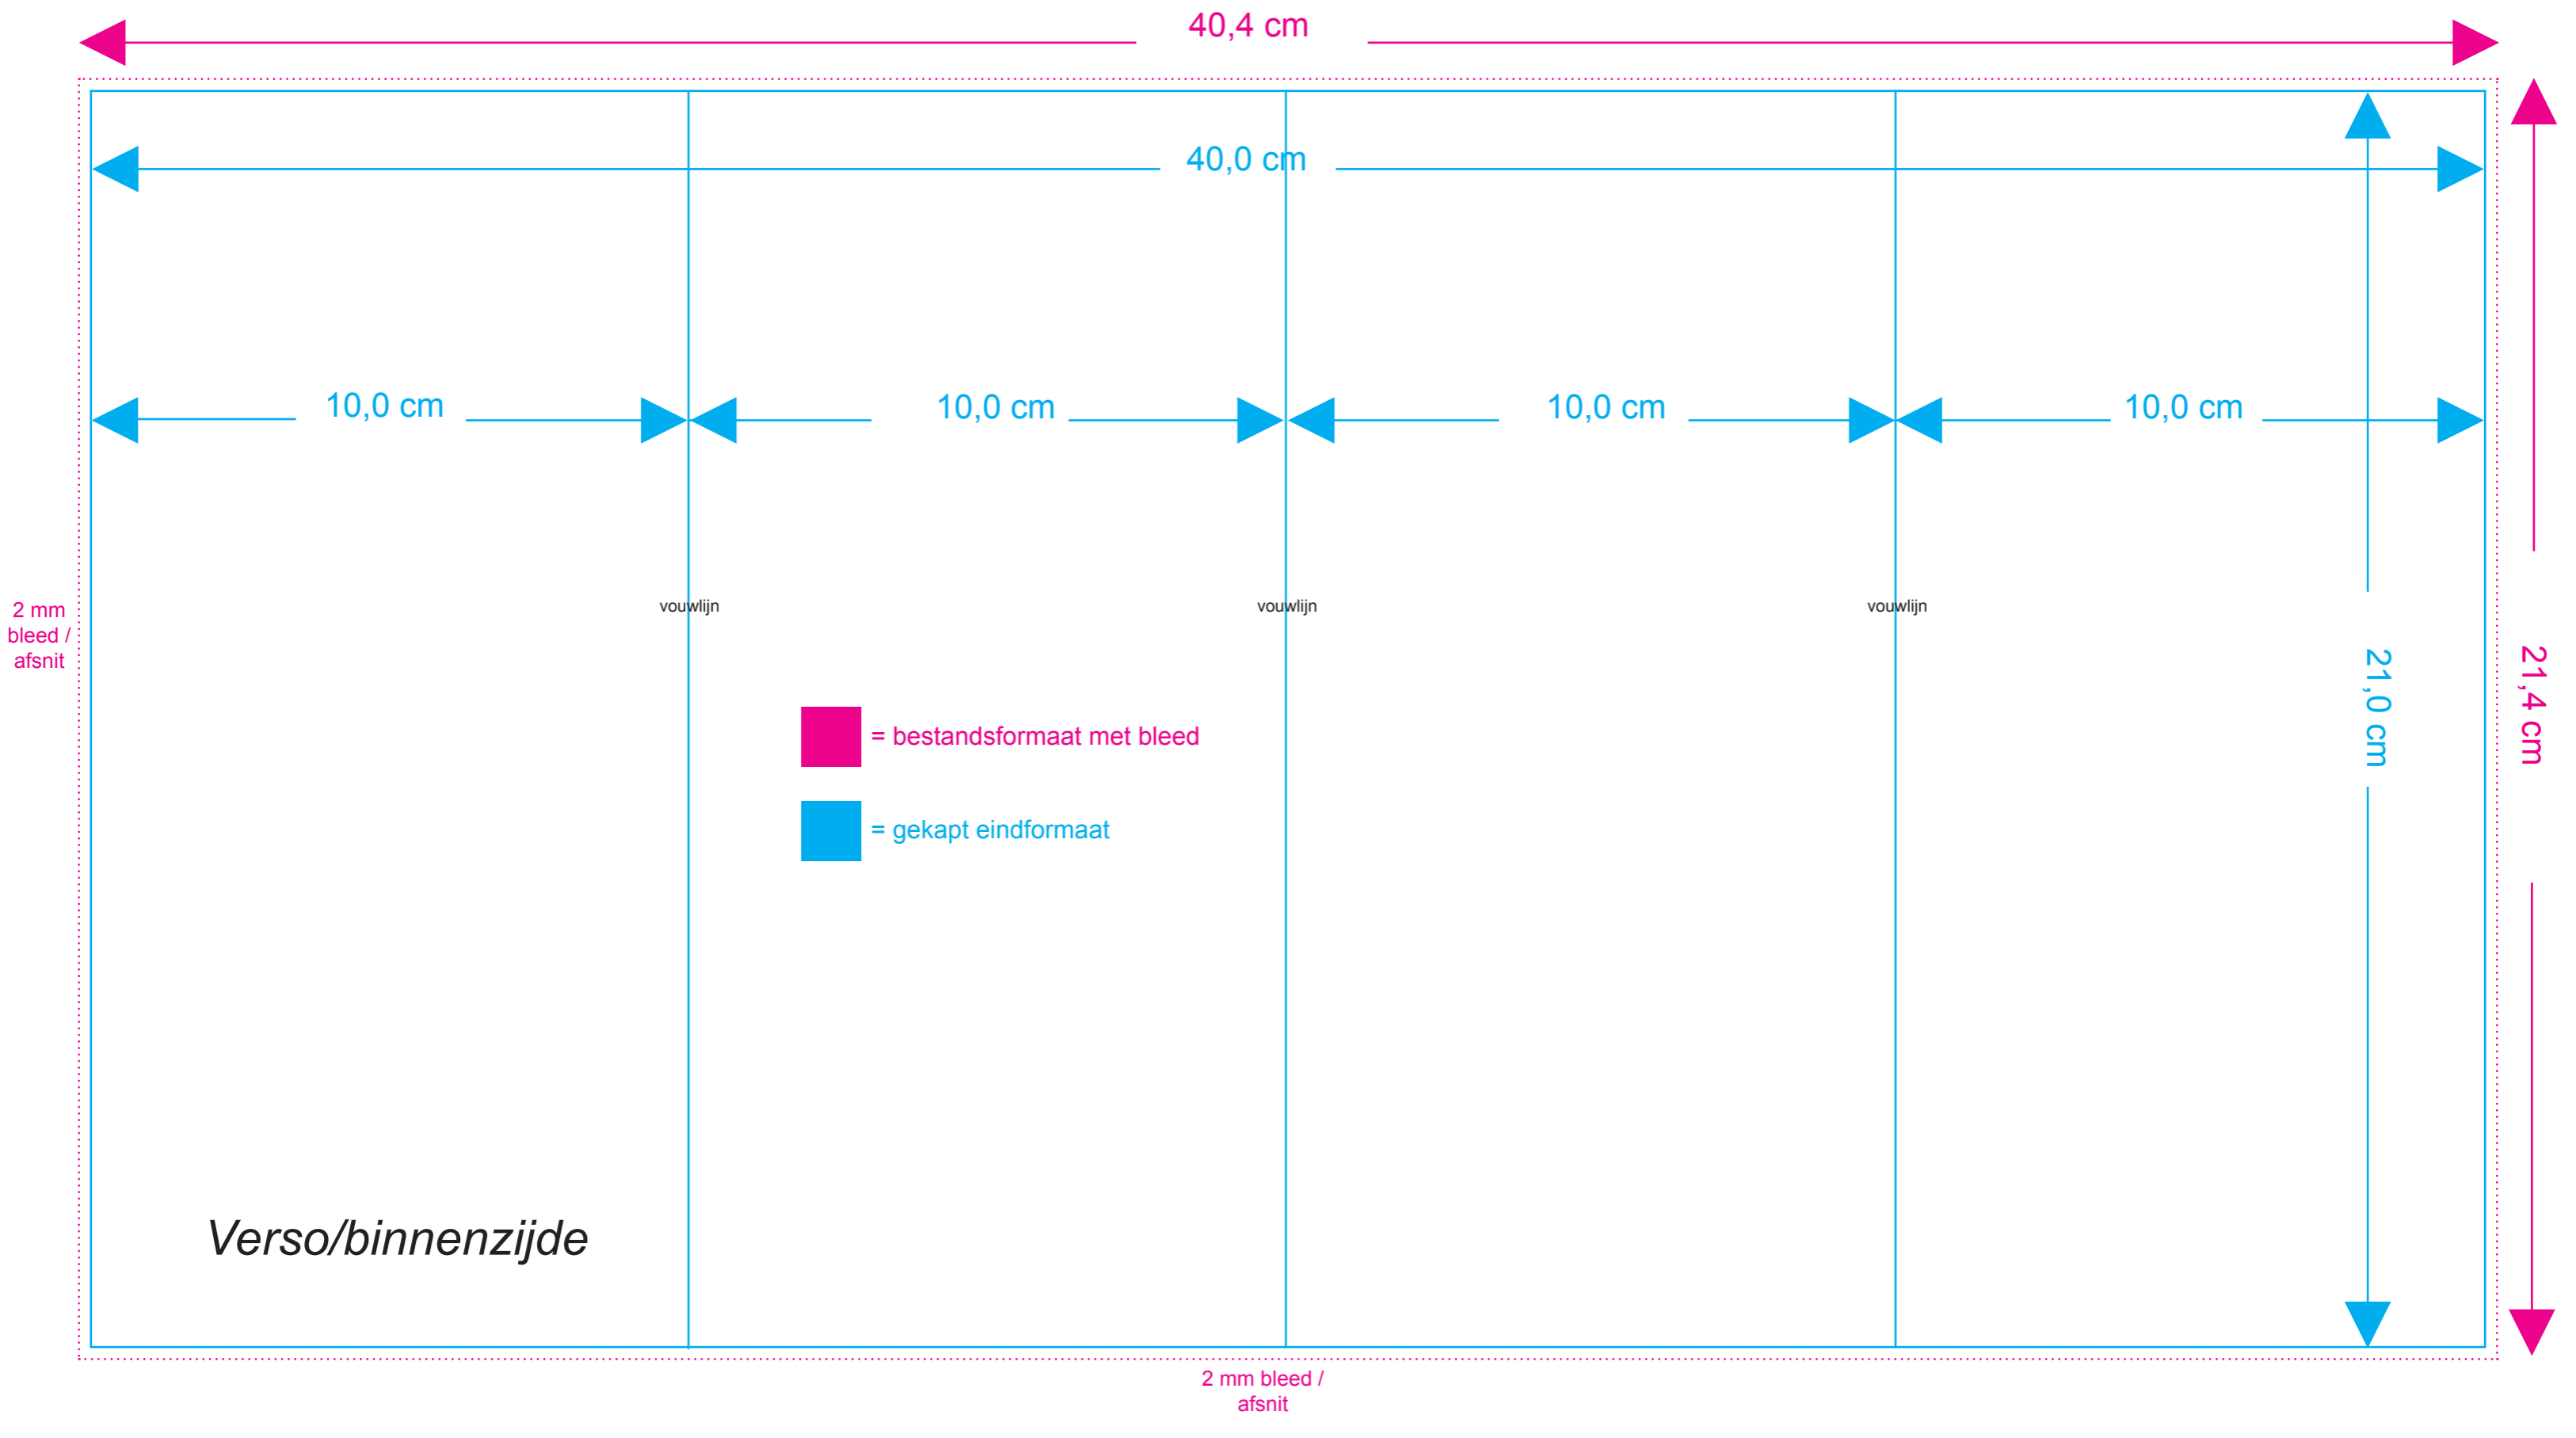 40,4 cm
40,0 cm
10,0 cm
10,0 cm
10,0 cm
10,0 cm
vouwlijn
vouwlijn
vouwlijn
2 mm
bleed /
afsnit
21,0 cm
21,4 cm
= bestandsformaat met bleed
= gekapt eindformaat
Verso/binnenzijde
2 mm bleed /
afsnit